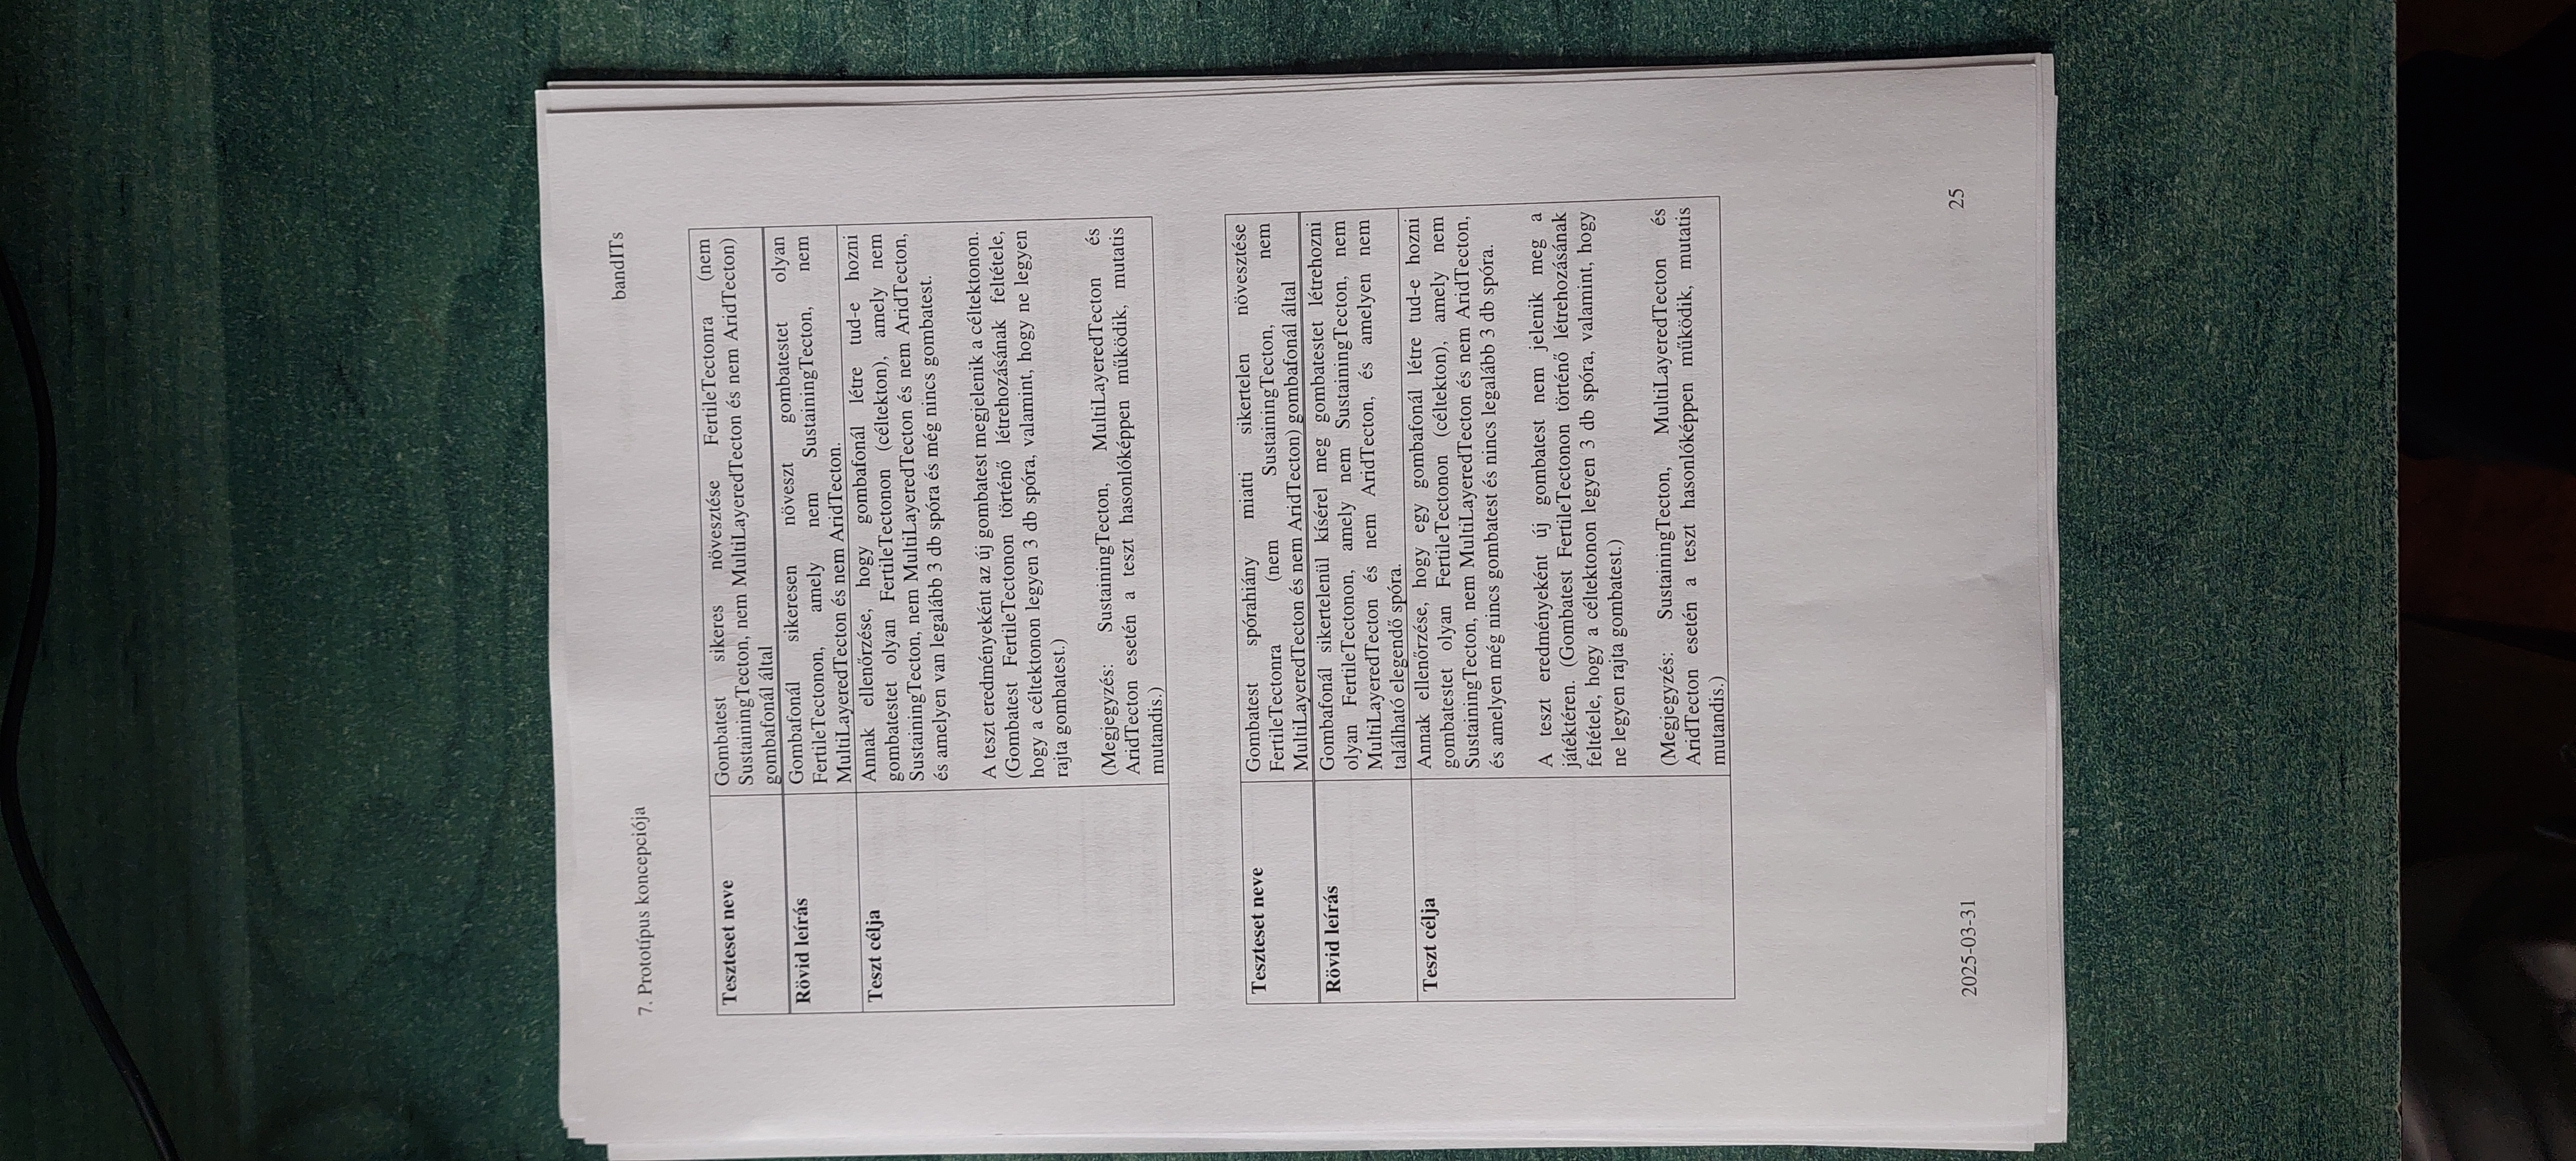 7. Prototípus koncepciója bandITs
Teszteset neve
Gombatest sikeres növesztése FertileTectonra (nem
SustainingTecton, nem MultiLayeredTecton és nem AridTecton)
gombafonál által
Rövid leírás
Gombafonál sikeresen növeszt gombatestet olyan
FertileTectonon, amely nem SustainingTecton, nem
MultiLayeredTecton és nem AridTecton.
Teszt célja
Annak ellenőrzése, hogy gombafonál létre tud-e hozni
gombatestet olyan FertileTectonon (céltekton), amely nem
SustainingTecton, nem MultiLayeredTecton és nem AridTecton,
és amelyen van legalább 3 db spóra és még nincs gombatest.
A teszt eredményeként az új gombatest megjelenik a céltektonon.
(Gombatest FertileTectonon történő létrehozásának feltétele,
hogy a céltektonon legyen 3 db spóra, valamint, hogy ne legyen
rajta gombatest.)
(Megjegyzés: SustainingTecton, MultiLayeredTecton és
AridTecton esetén a teszt hasonlóképpen működik, mutatis
mutandis.)
Teszteset neve
Gombatest spórahiány miatti sikertelen növesztése
FertileTectonra (nem SustainingTecton, nem
MultiLayeredTecton és nem AridTecton) gombafonál által
Rövid leírás
Gombafonál sikertelenül kísérel meg gombatestet létrehozni
olyan FertileTectonon, amely nem SustainingTecton, nem
MultiLayeredTecton és nem AridTecton, és amelyen nem
található elegendő spóra.
Teszt célja
Annak ellenőrzése, hogy egy gombafonál létre tud-e hozni
gombatestet olyan FertileTectonon (céltekton), amely nem
SustainingTecton, nem MultiLayeredTecton és nem AridTecton,
és amelyen még nincs gombatest és nincs legalább 3 db spóra.
A teszt eredményeként új gombatest nem jelenik meg a
játéktéren. (Gombatest FertileTectonon történő létrehozásának
feltétele, hogy a céltektonon legyen 3 db spóra, valamint, hogy
ne legyen rajta gombatest.)
(Megjegyzés: SustainingTecton, MultiLayeredTecton és
AridTecton esetén a teszt hasonlóképpen működik, mutatis
mutandis.)
2025-03-31 25